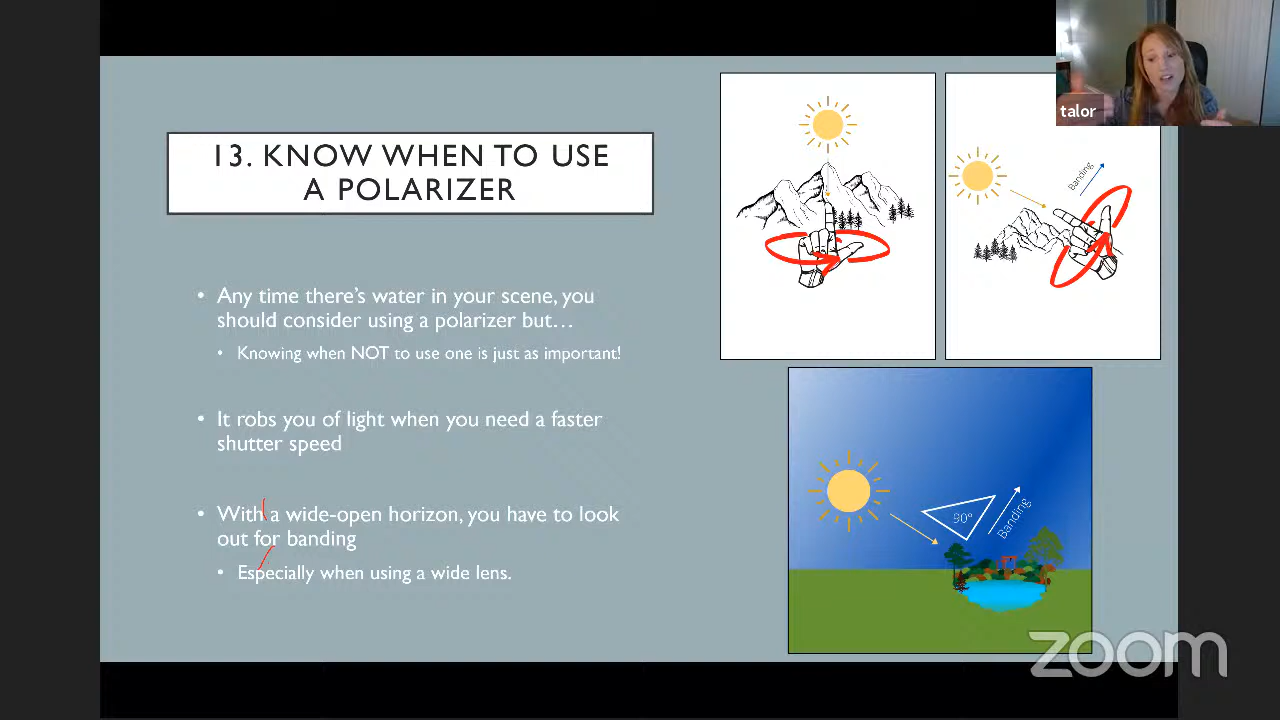 13. KNOW WHEN TO USE
A POLARIZER
• Any time there's water in your scene, you
should consider using a polarizer but…
• Knowing when NOT to use one is just as important!
• It robs you of light when you need a faster
shutter speed
• With a wide-open horizon, you have to look
out for banding
• Especially when using a wide lens.
Banding
90°
Banding
talor
zoom